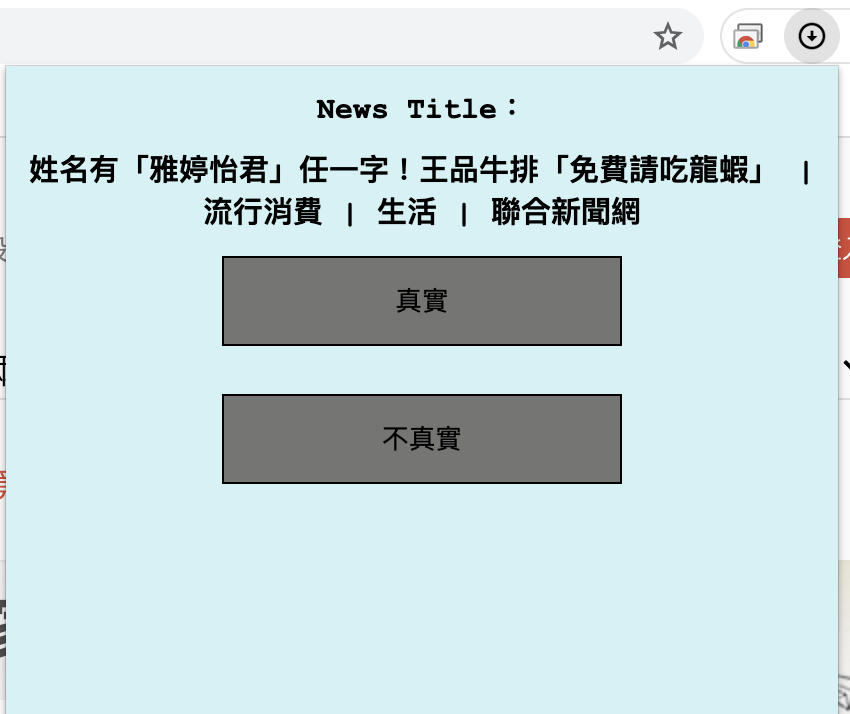 News Title：
姓名有「雅婷怡君」任一字！王品牛排「免費請吃龍蝦」 |
流行消費 | 生活 | 聯合新聞網
真實
不真實